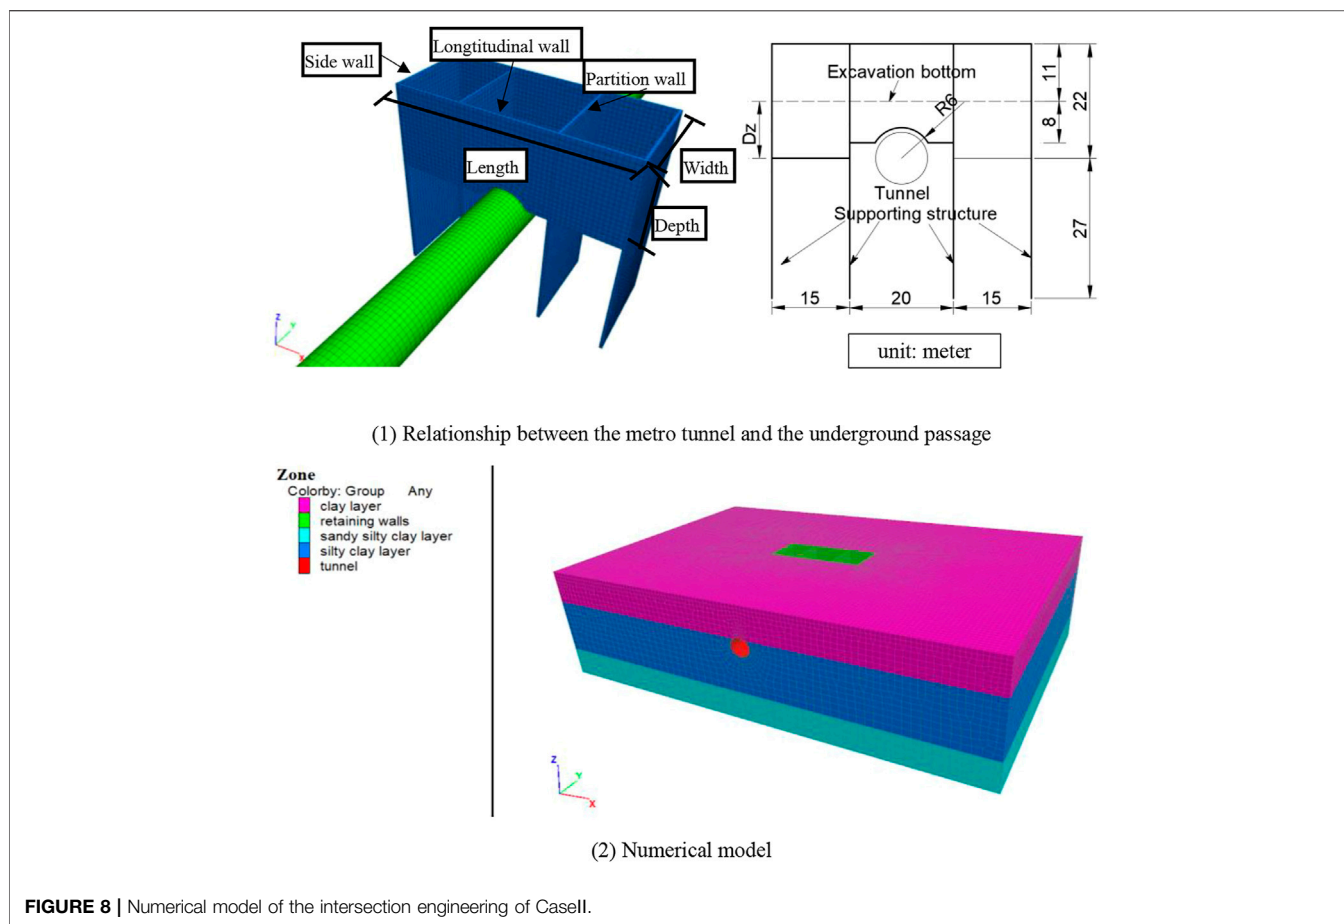 Side wall
Longtitudinal wall
Partition wall
Length
Width
Depth
Z
Y
X
Excavation bottom
R6
Dz
11
22
8
27
Tunnel
Supporting structure
15
20
15
unit: meter
(1) Relationship between the metro tunnel and the underground passage
Zone
Colorby: Group Any
clay layer
retaining walls
sandy silty clay layer
silty clay layer
tunnel
Z
Y
X
(2) Numerical model
FIGURE 8 | Numerical model of the intersection engineering of CaseII.